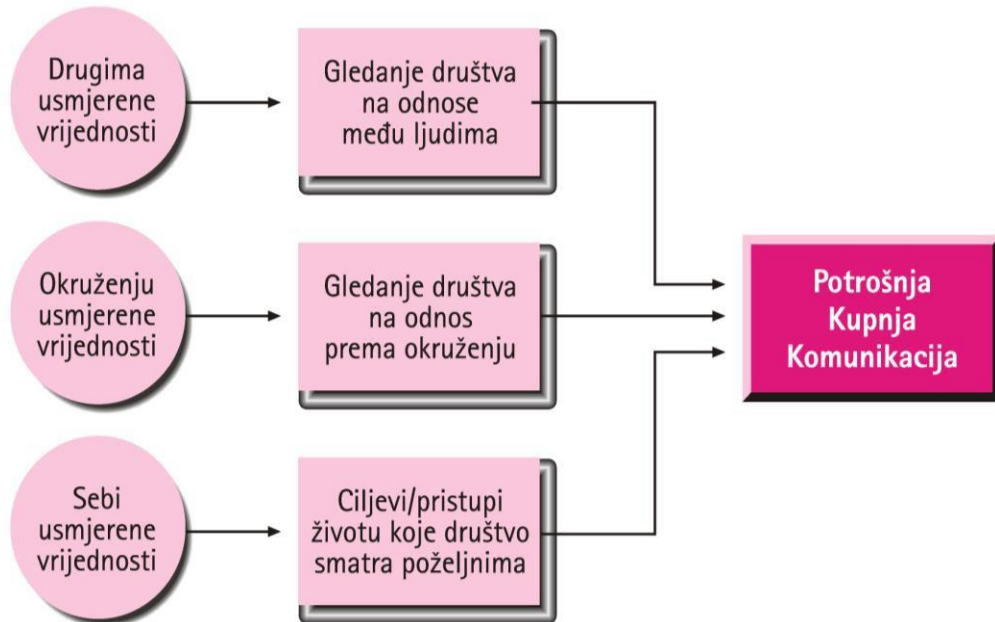 Drugima
usmjerene
vrijednosti
Gledanje društva
na odnose
među ljudima
Okruženju
usmjerene
vrijednosti
Gledanje društva
na odnos
prema okruženju
Potrošnja
Kupnja
Komunikacija
Sebi
usmjerene
vrijednosti
Ciljevi/pristupi
životu koje društvo
smatra poželjnima